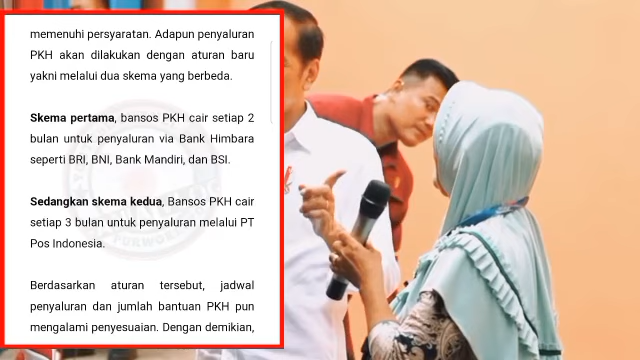 memenuhi persyaratan. Adapun penyaluran
PKH akan dilakukan dengan aturan baru
yakni melalui dua skema yang berbeda.
Skema pertama, bansos PKH cair setiap 2
bulan untuk penyaluran via Bank Himbara
seperti BRI, BNI, Bank Mandiri, dan BSI.
Sedangkan skema kedua, Bansos PKH cair
setiap 3 bulan untuk penyaluran melalui PT
Pos Indonesia.
Berdasarkan aturan tersebut, jadwal
penyaluran dan jumlah bantuan PKH pun
mengalami penyesuaian. Dengan demikian,